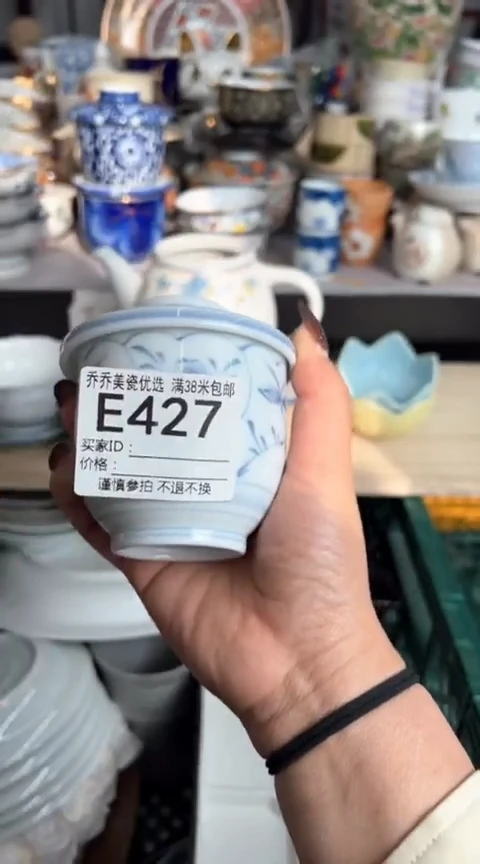 乔乔美瓷优选 满38米包邮
E427
买家ID：
价格：
谨慎参拍 不退不换